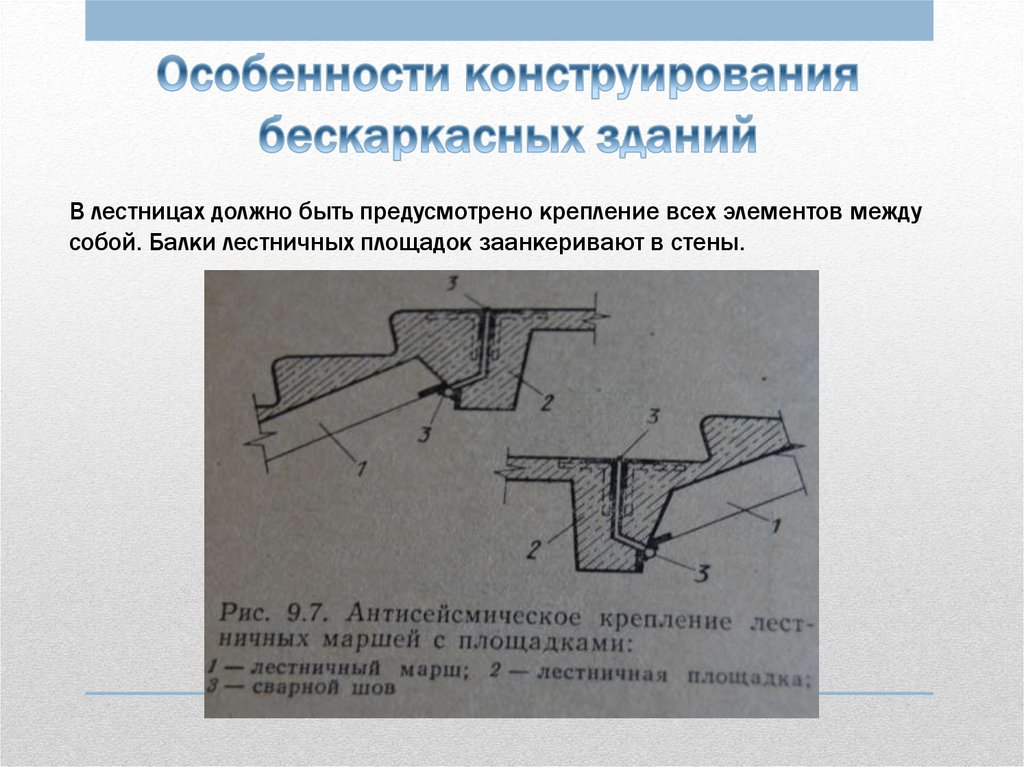 Особенности конструирования
бескаркасных зданий
В лестницах должно быть предусмотрено крепление всех элементов между
собой. Балки лестничных площадок заанкеривают в стены.
3
2
3
3
1
1
2
3
Рис. 9.7. Антисейсмическое крепление лест-
ничных маршей с площадками:
1 — лестничный марш; 2 — лестничная площадка;
3 — сварной шов